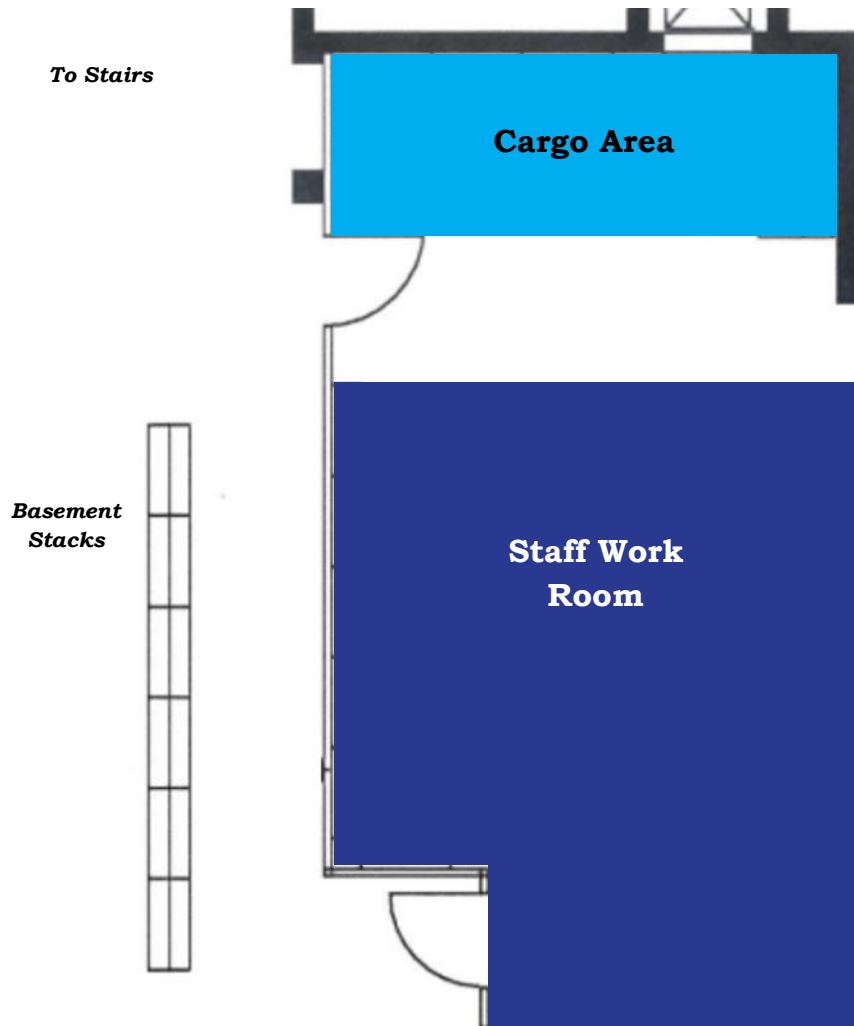 To Stairs
Cargo Area
Basement
Stacks
Staff Work
Room